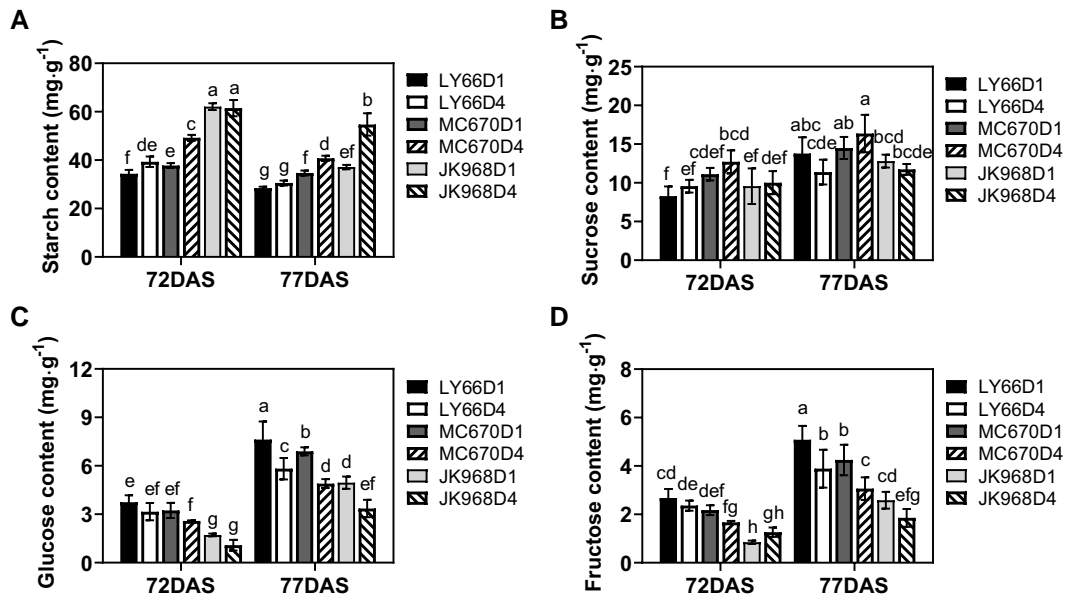 A
Starch content (mg·g⁻¹)
80
60
40
20
0
f de e c a a
g g f d ef b
72DAS 77DAS
LY66D1
LY66D4
MC670D1
MC670D4
JK968D1
JK968D4
B
Sucrose content (mg·g⁻¹)
25
20
15
10
5
0
f ef cdef bcd ef def
abc cde ab a bcd bcde
72DAS 77DAS
LY66D1
LY66D4
MC670D1
MC670D4
JK968D1
JK968D4
C
Glucose content (mg·g⁻¹)
12
9
6
3
0
e ef ef f g g
a c b d d ef
72DAS 77DAS
LY66D1
LY66D4
MC670D1
MC670D4
JK968D1
JK968D4
D
Fructose content (mg·g⁻¹)
8
6
4
2
0
cd de def fg h gh
a b b c cd efg
72DAS 77DAS
LY66D1
LY66D4
MC670D1
MC670D4
JK968D1
JK968D4